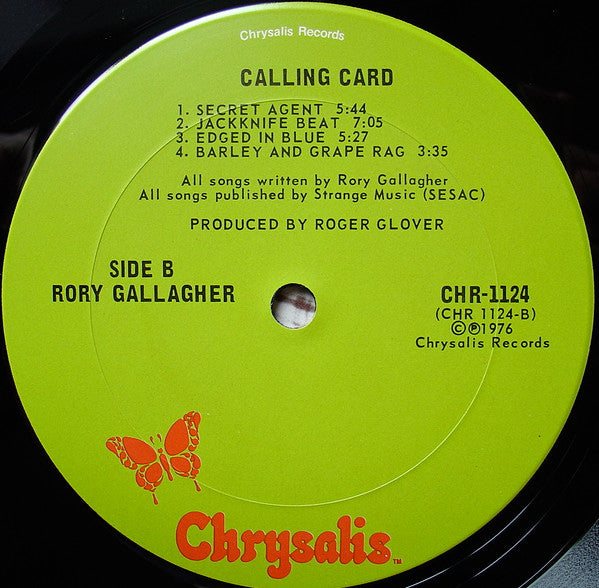 Chrysalis Records
CALLING CARD
1. SECRET AGENT 5:44
2. JACKKNIFE BEAT 7:05
3. EDGED IN BLUE 5:27
4. BARLEY AND GRAPE RAG 3:35
All songs written by Rory Gallagher
All songs published by Strange Music (SESAC)
PRODUCED BY ROGER GLOVER
SIDE B
RORY GALLAGHER
CHR-1124
(CHR 1124-B)
©℗1976
Chrysalis Records
Chrysalis™